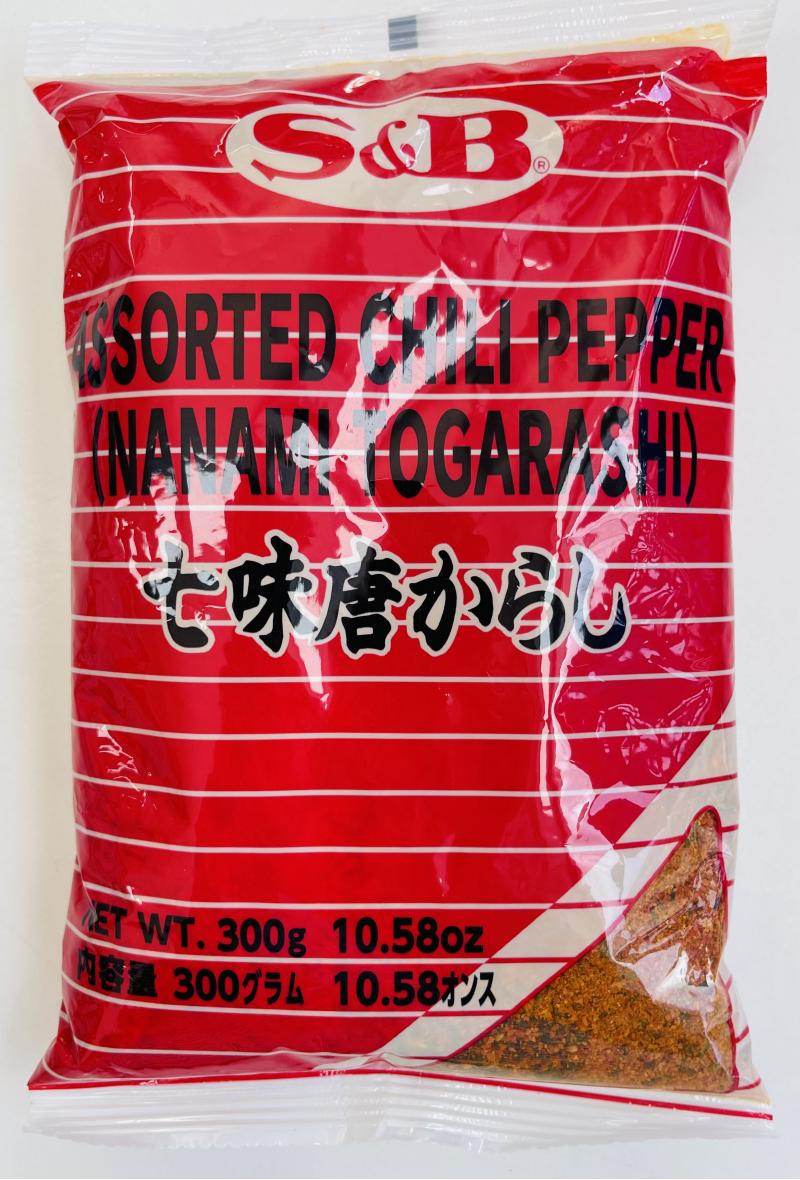 S&B®
ASSORTED CHILI PEPPER
(NANAMI TOGARASHI)
七味唐からし
NET WT. 300g 10.58oz
内容量 300グラム 10.58オンス